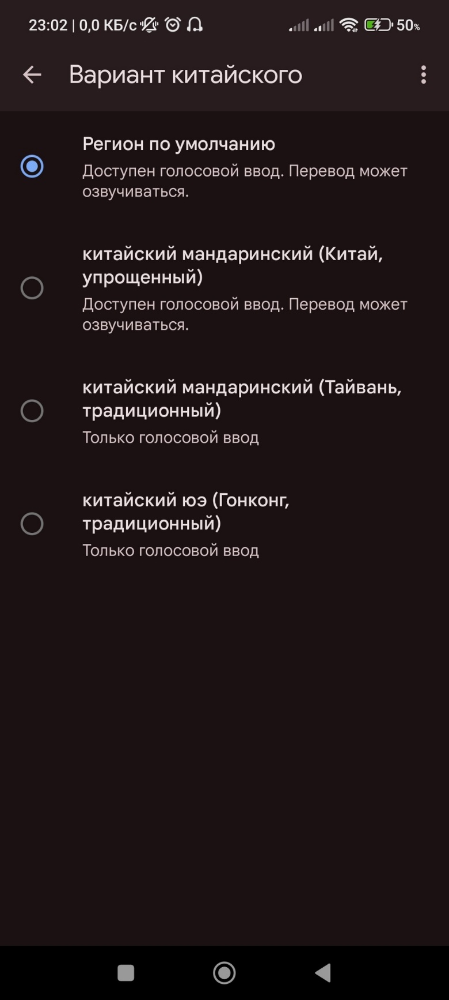 23:02 | 0,0 КБ/с 50%
Вариант китайского
Регион по умолчанию
Доступен голосовой ввод. Перевод может
озвучиваться.
китайский мандаринский (Китай,
упрощенный)
Доступен голосовой ввод. Перевод может
озвучиваться.
китайский мандаринский (Тайвань,
традиционный)
Только голосовой ввод
китайский юэ (Гонконг,
традиционный)
Только голосовой ввод